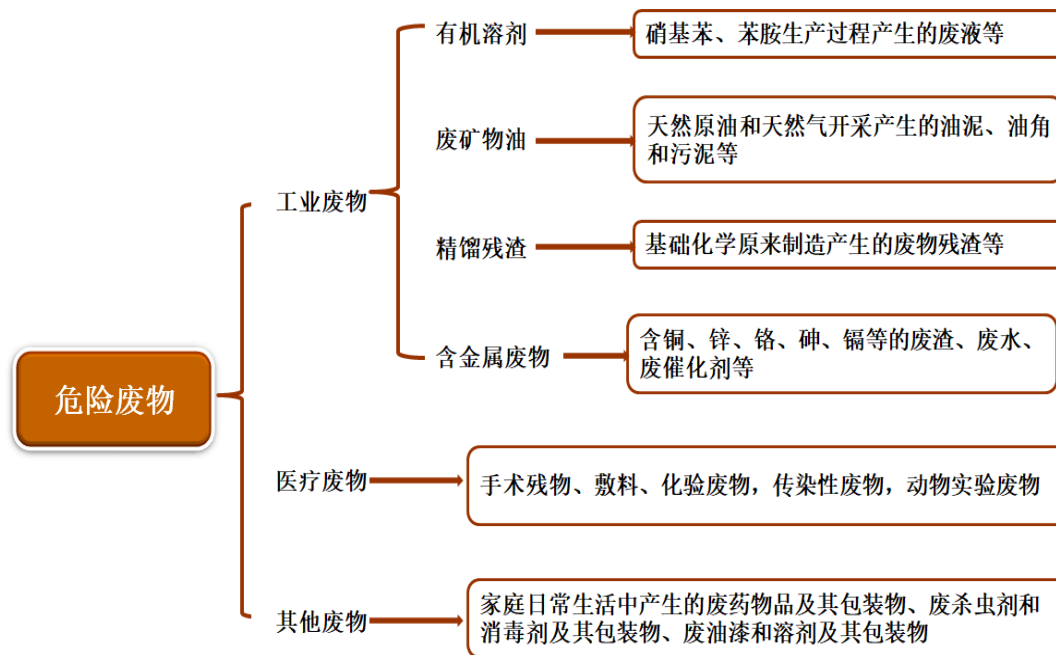 有机溶剂
硝基苯、苯胺生产过程产生的废液等
废矿物油
天然原油和天然气开采产生的油泥、油角
和污泥等
工业废物
精馏残渣
基础化学原来制造产生的废物残渣等
含金属废物
含铜、锌、铬、砷、镉等的废渣、废水、
废催化剂等
危险废物
医疗废物
手术残物、敷料、化验废物，传染性废物，动物实验废物
其他废物
家庭日常生活中产生的废药物品及其包装物、废杀虫剂和
消毒剂及其包装物、废油漆和溶剂及其包装物